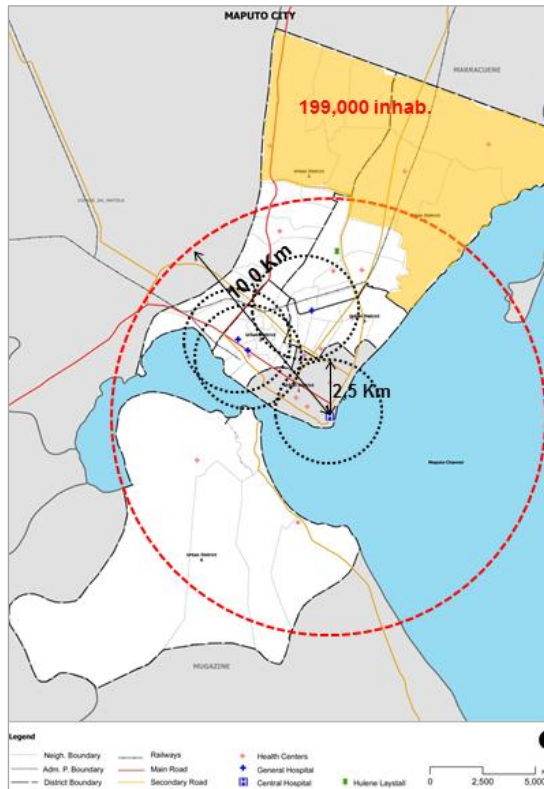 MAPUTO CITY
MARRACUENE
199,000 inhab.
10,0 Km
2,5 Km
Maputo Channel
MUGAZINE
Legend
Neigh. Boundary
Adm. P. Boundary
District Boundary
Railways
Main Road
Secondary Road
Health Centers
General Hospital
Central Hospital
Hulene Laystall
0 2,500 5,000